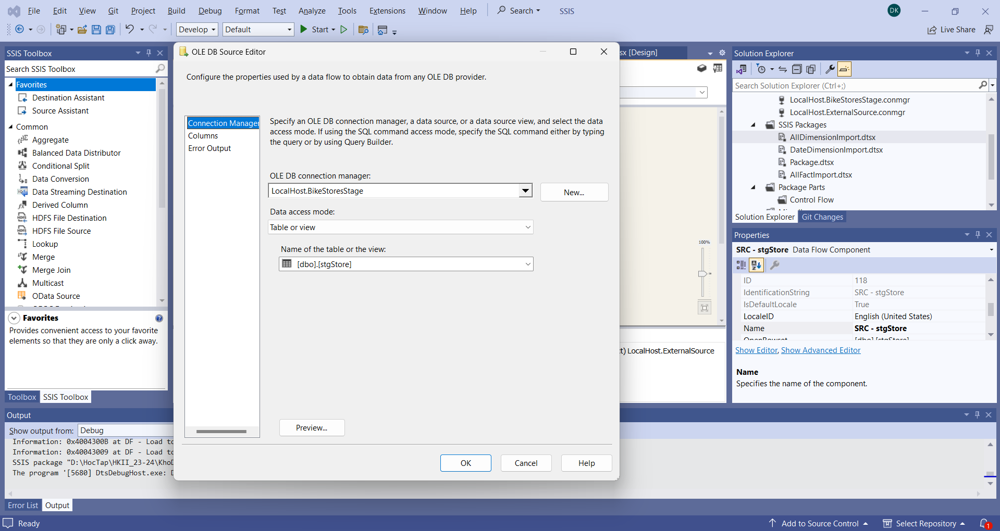 File Edit View Git Project Build Debug Format Test Analyze Tools Extensions Window Help Search SSIS DK
Develop Default Start Live Share
SSIS Toolbox
Search SSIS Toolbox
Favorites
Destination Assistant
Source Assistant
Common
Aggregate
Balanced Data Distributor
Conditional Split
Data Conversion
Data Streaming Destination
Derived Column
HDFS File Destination
HDFS File Source
Lookup
Merge
Merge Join
Multicast
OData Source
Favorites
Provides convenient access to your favorite
elements so that they are only a click away.
Toolbox SSIS Toolbox
OLE DB Source Editor
Configure the properties used by a data flow to obtain data from any OLE DB provider.
Connection Manager
Columns
Error Output
Specify an OLE DB connection manager, a data source, or a data source view, and select the data
access mode. If using the SQL command access mode, specify the SQL command either by typing
the query or by using Query Builder.
OLE DB connection manager:
LocalHost.BikeStoresStage
New...
Data access mode:
Table or view
Name of the table or the view:
[dbo].[stgStore]
Preview...
OK Cancel Help
sx [Design]
100%
t) LocalHost.ExternalSource
Solution Explorer
Search Solution Explorer (Ctrl+;)
LocalHost.BikeStoresStage.conmgr
LocalHost.ExternalSource.conmgr
SSIS Packages
AllDimensionImport.dtsx
DateDimensionImport.dtsx
Package.dtsx
AllFactImport.dtsx
Package Parts
Control Flow
Solution Explorer Git Changes
Properties
SRC - stgStore Data Flow Component
ID 118
IdentificationString SRC - stgStore
IsDefaultLocale True
LocaleID English (United States)
Name SRC - stgStore
OpenRowset [dbo].[stgStore]
Show Editor, Show Advanced Editor
Name
Specifies the name of the component.
Output
Show output from: Debug
Information: 0x4004300B at DF - Load to
Information: 0x40043009 at DF - Load to
SSIS package "D:\HocTap\HKII_23-24\KhoD
The program '[5680] DtsDebugHost.exe: D
Error List Output
Ready Add to Source Control Select Repository 1